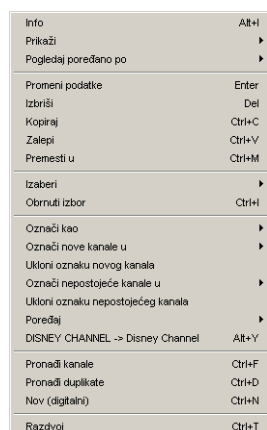 Info Alt+I
Prikaži
Pogledaj poređano po
Promeni podatke Enter
Izbriši Del
Kopiraj Ctrl+C
Zalepi Ctrl+V
Premesti u Ctrl+M
Izaberi
Obrnuti izbor Ctrl+I
Označi kao
Označi nove kanale u
Ukloni oznaku novog kanala
Označi nepostojeće kanale u
Ukloni oznaku nepostojećeg kanala
Poređaj
DISNEY CHANNEL -> Disney Channel Alt+Y
Pronađi kanale Ctrl+F
Pronađi duplikate Ctrl+D
Nov (digitalni) Ctrl+N
Razdvoji Ctrl+T